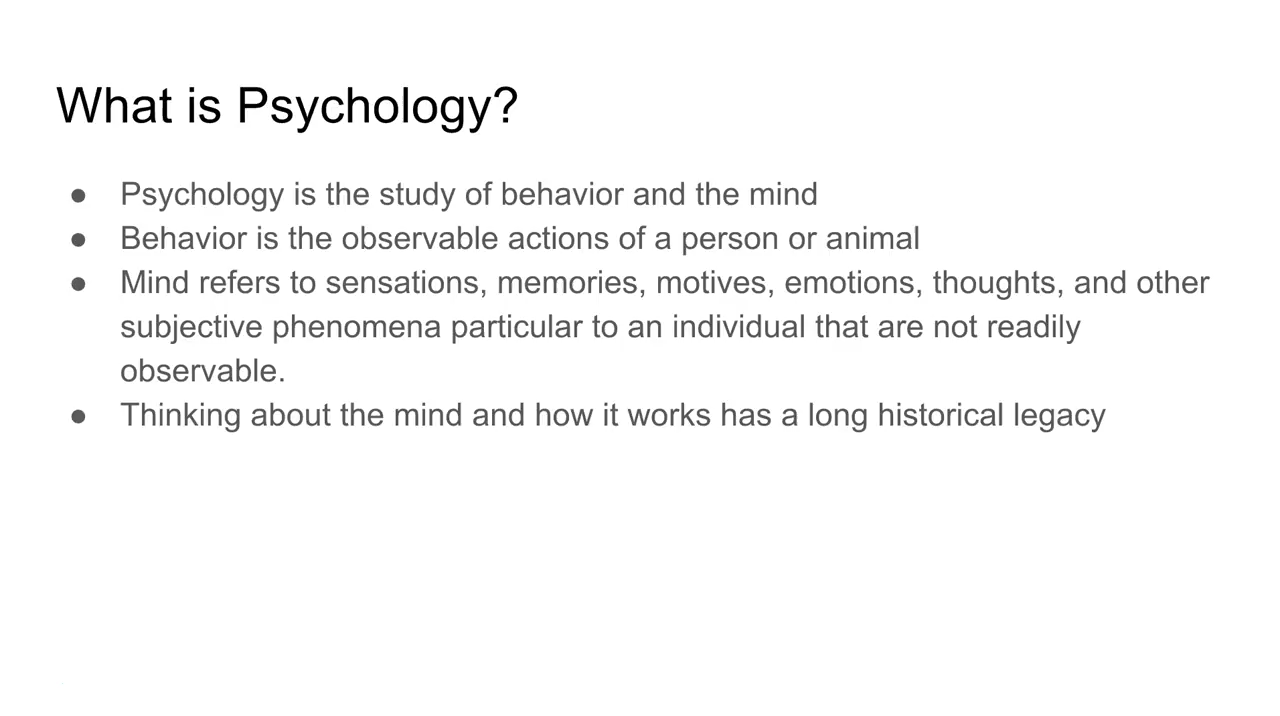 What is Psychology?
● Psychology is the study of behavior and the mind
● Behavior is the observable actions of a person or animal
● Mind refers to sensations, memories, motives, emotions, thoughts, and other
subjective phenomena particular to an individual that are not readily
observable.
● Thinking about the mind and how it works has a long historical legacy